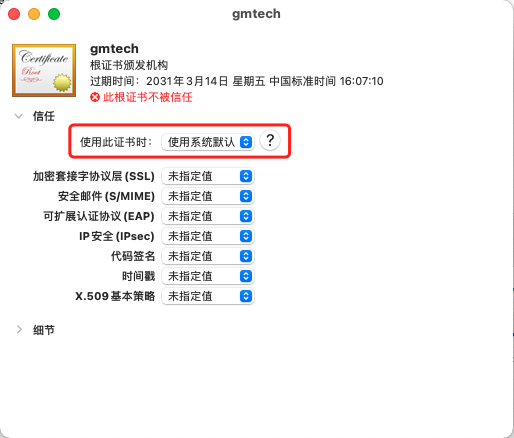 gmtech
Certificate
Root
gmtech
根证书颁发机构
过期时间：2031年3月14日 星期五 中国标准时间 16:07:10
此根证书不被信任
信任
使用此证书时： 使用系统默认 ?
加密套接字协议层 (SSL) 未指定值
安全邮件 (S/MIME) 未指定值
可扩展认证协议 (EAP) 未指定值
IP 安全 (IPsec) 未指定值
代码签名 未指定值
时间戳 未指定值
X.509 基本策略 未指定值
细节